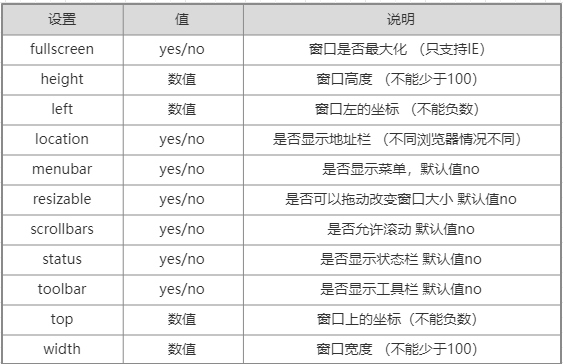 设置 值 说明
fullscreen yes/no 窗口是否最大化 （只支持IE）
height 数值 窗口高度 （不能少于100）
left 数值 窗口左的坐标 （不能负数）
location yes/no 是否显示地址栏 （不同浏览器情况不同）
menubar yes/no 是否显示菜单，默认值no
resizable yes/no 是否可以拖动改变窗口大小 默认值no
scrollbars yes/no 是否允许滚动 默认值no
status yes/no 是否显示状态栏 默认值no
toolbar yes/no 是否显示工具栏 默认值no
top 数值 窗口上的坐标（不能负数）
width 数值 窗口宽度 （不能少于100）